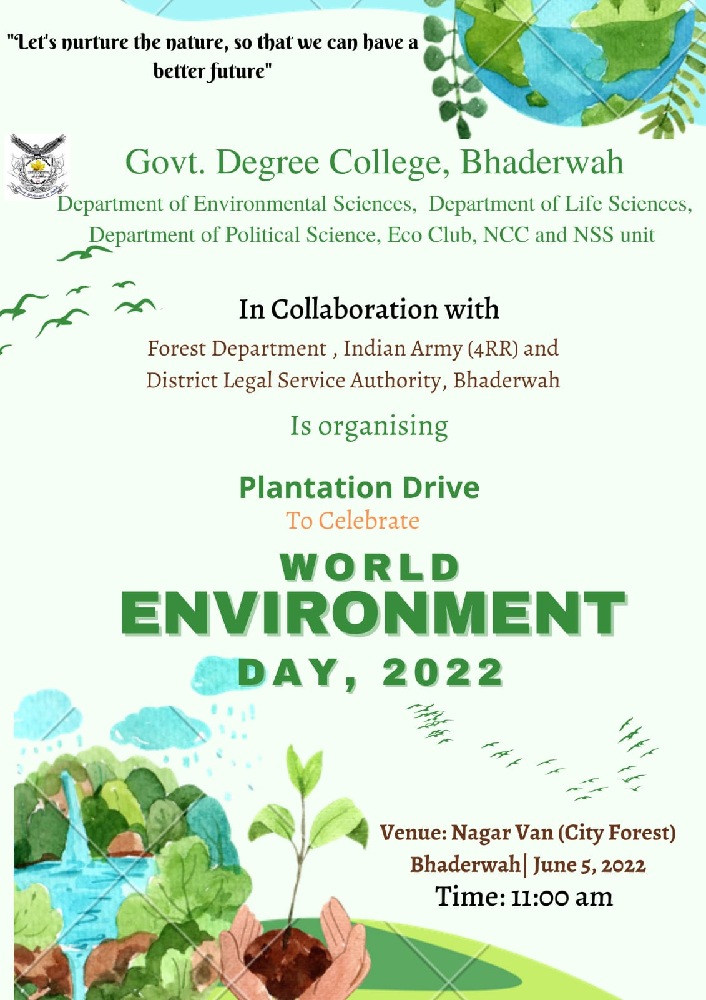 "Let's nurture the nature, so that we can have a
better future"
Govt. Degree College, Bhaderwah
Department of Environmental Sciences, Department of Life Sciences,
Department of Political Science, Eco Club, NCC and NSS unit
In Collaboration with
Forest Department , Indian Army (4RR) and
District Legal Service Authority, Bhaderwah
Is organising
Plantation Drive
To Celebrate
WORLD
ENVIRONMENT
DAY, 2022
Venue: Nagar Van (City Forest)
Bhaderwah| June 5, 2022
Time: 11:00 am